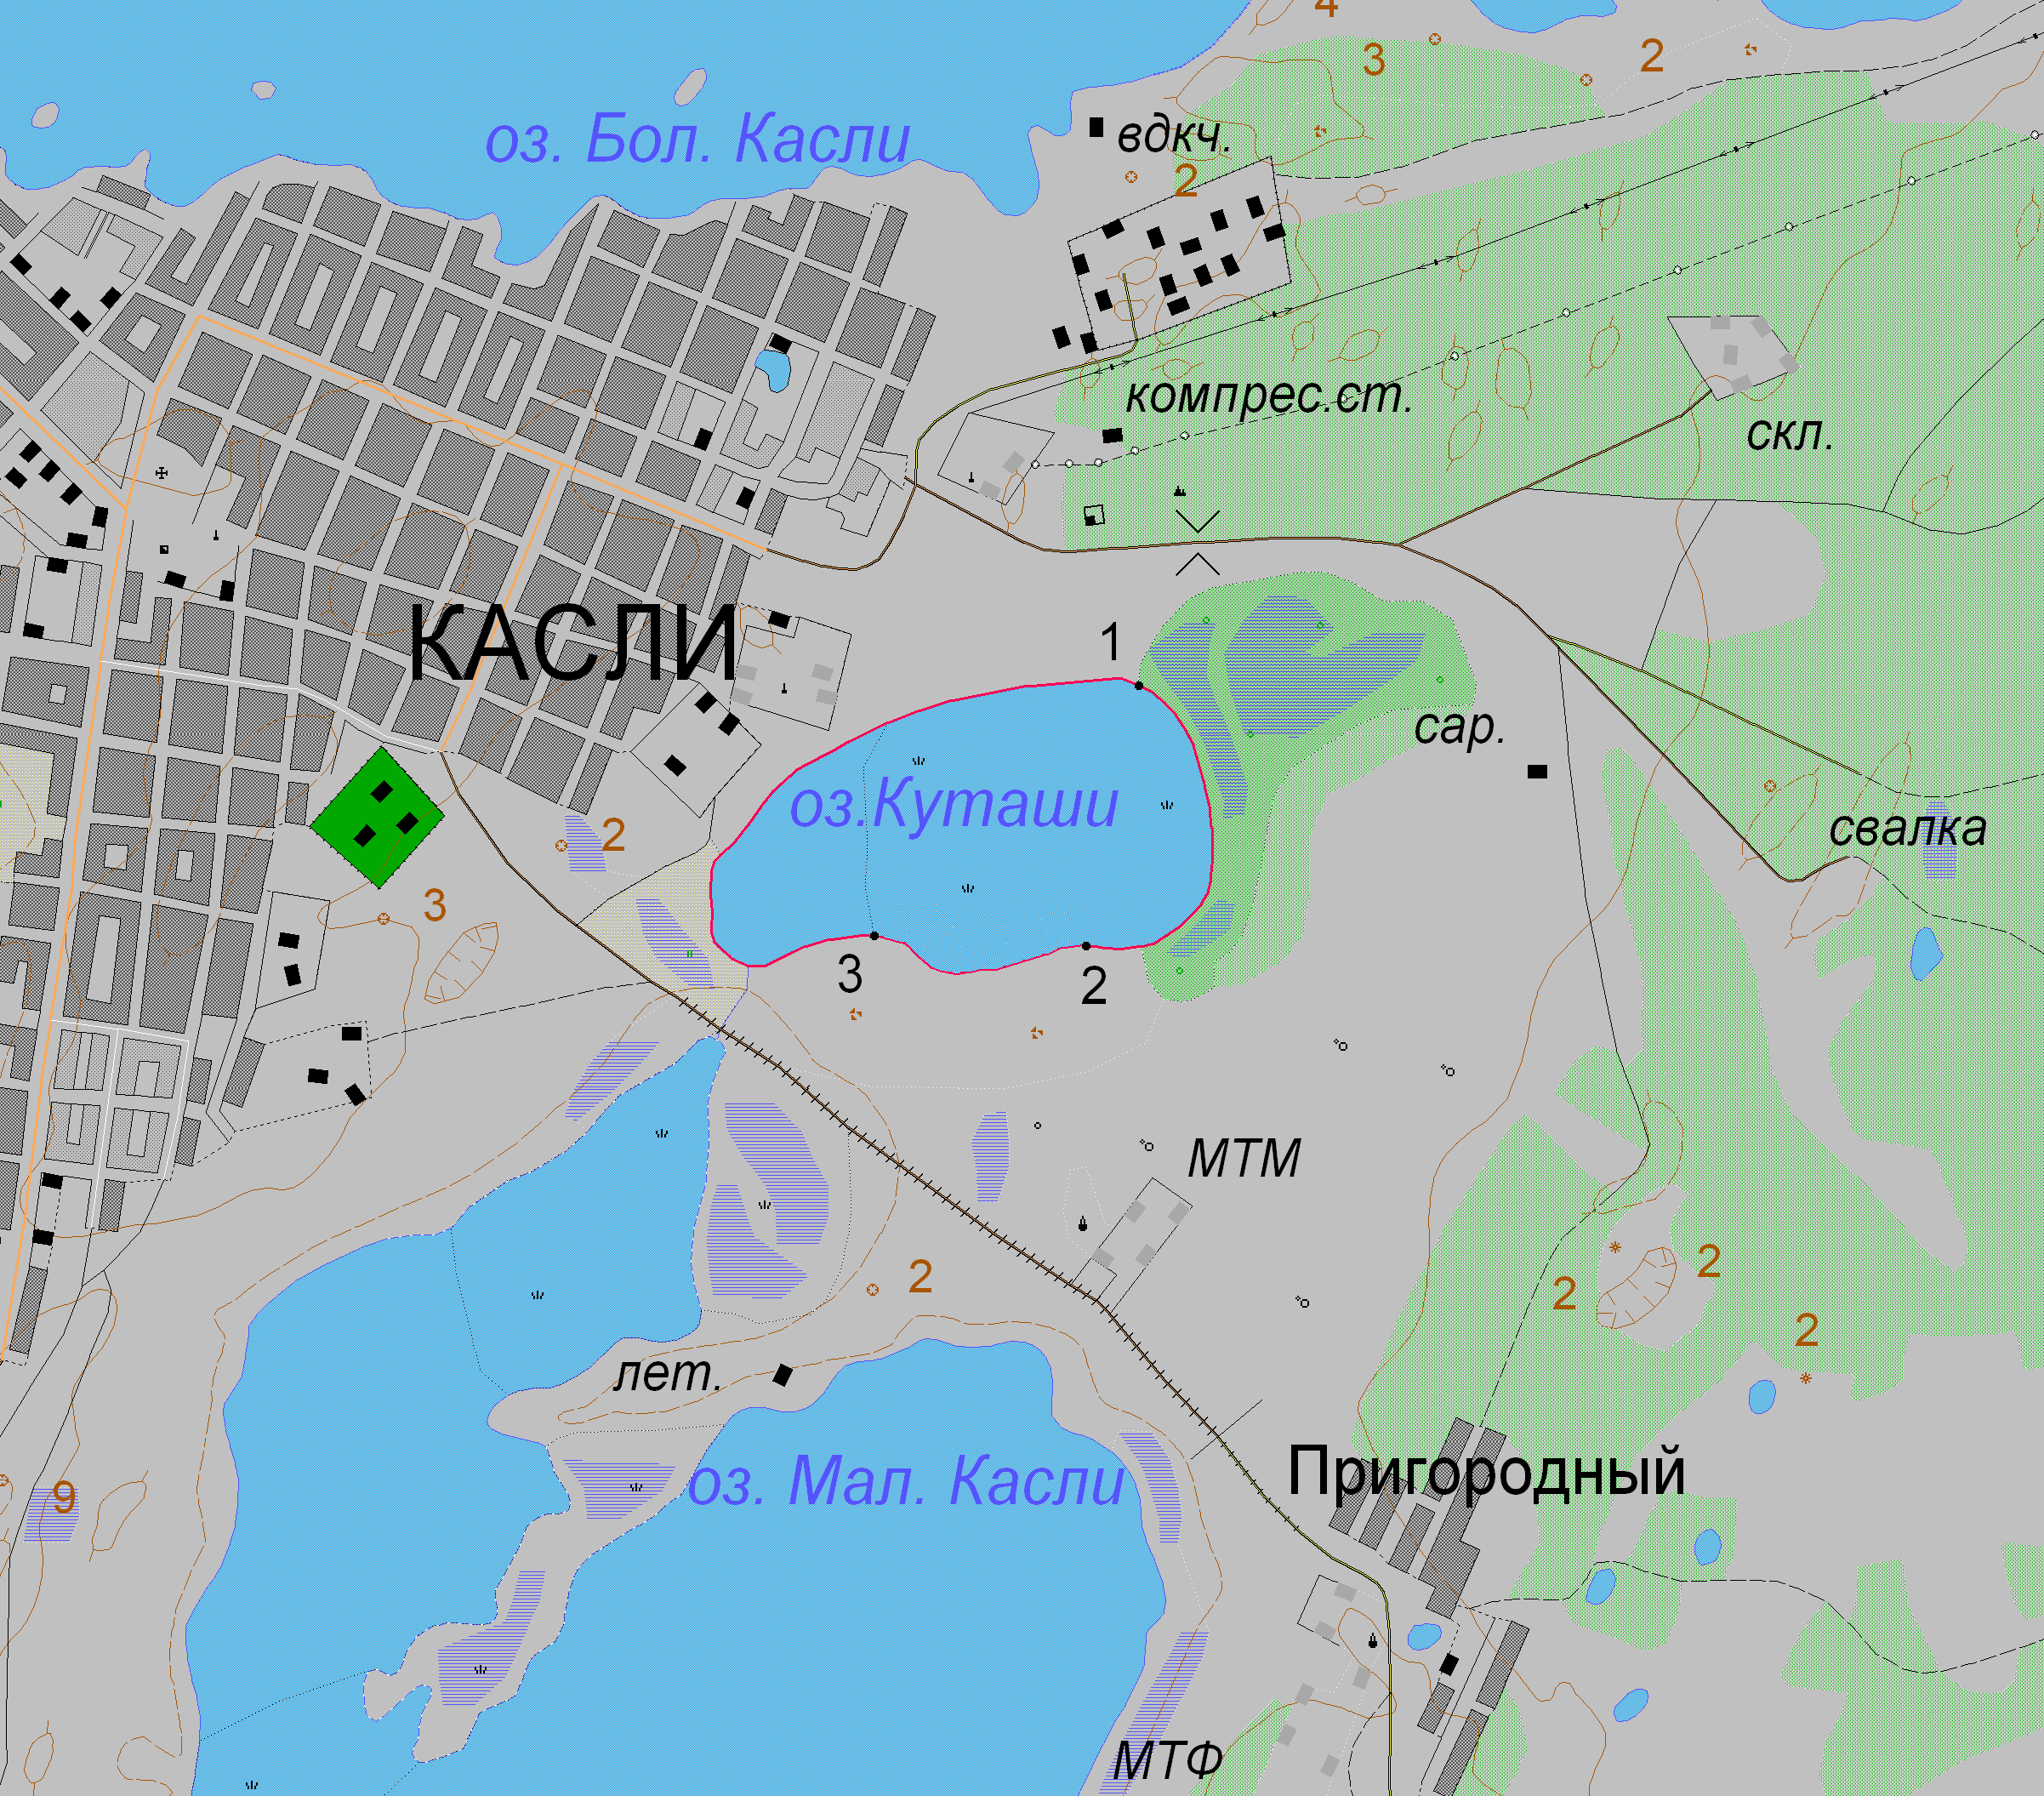 4
3
2
оз. Бол. Касли
вдкч.
2
компрес.ст.
скл.
КАСЛИ
1
сар.
оз.Куташи
2
свалка
3
3
2
МТМ
2
2
2
2
лет.
оз. Мал. Касли
Пригородный
9
МТФ